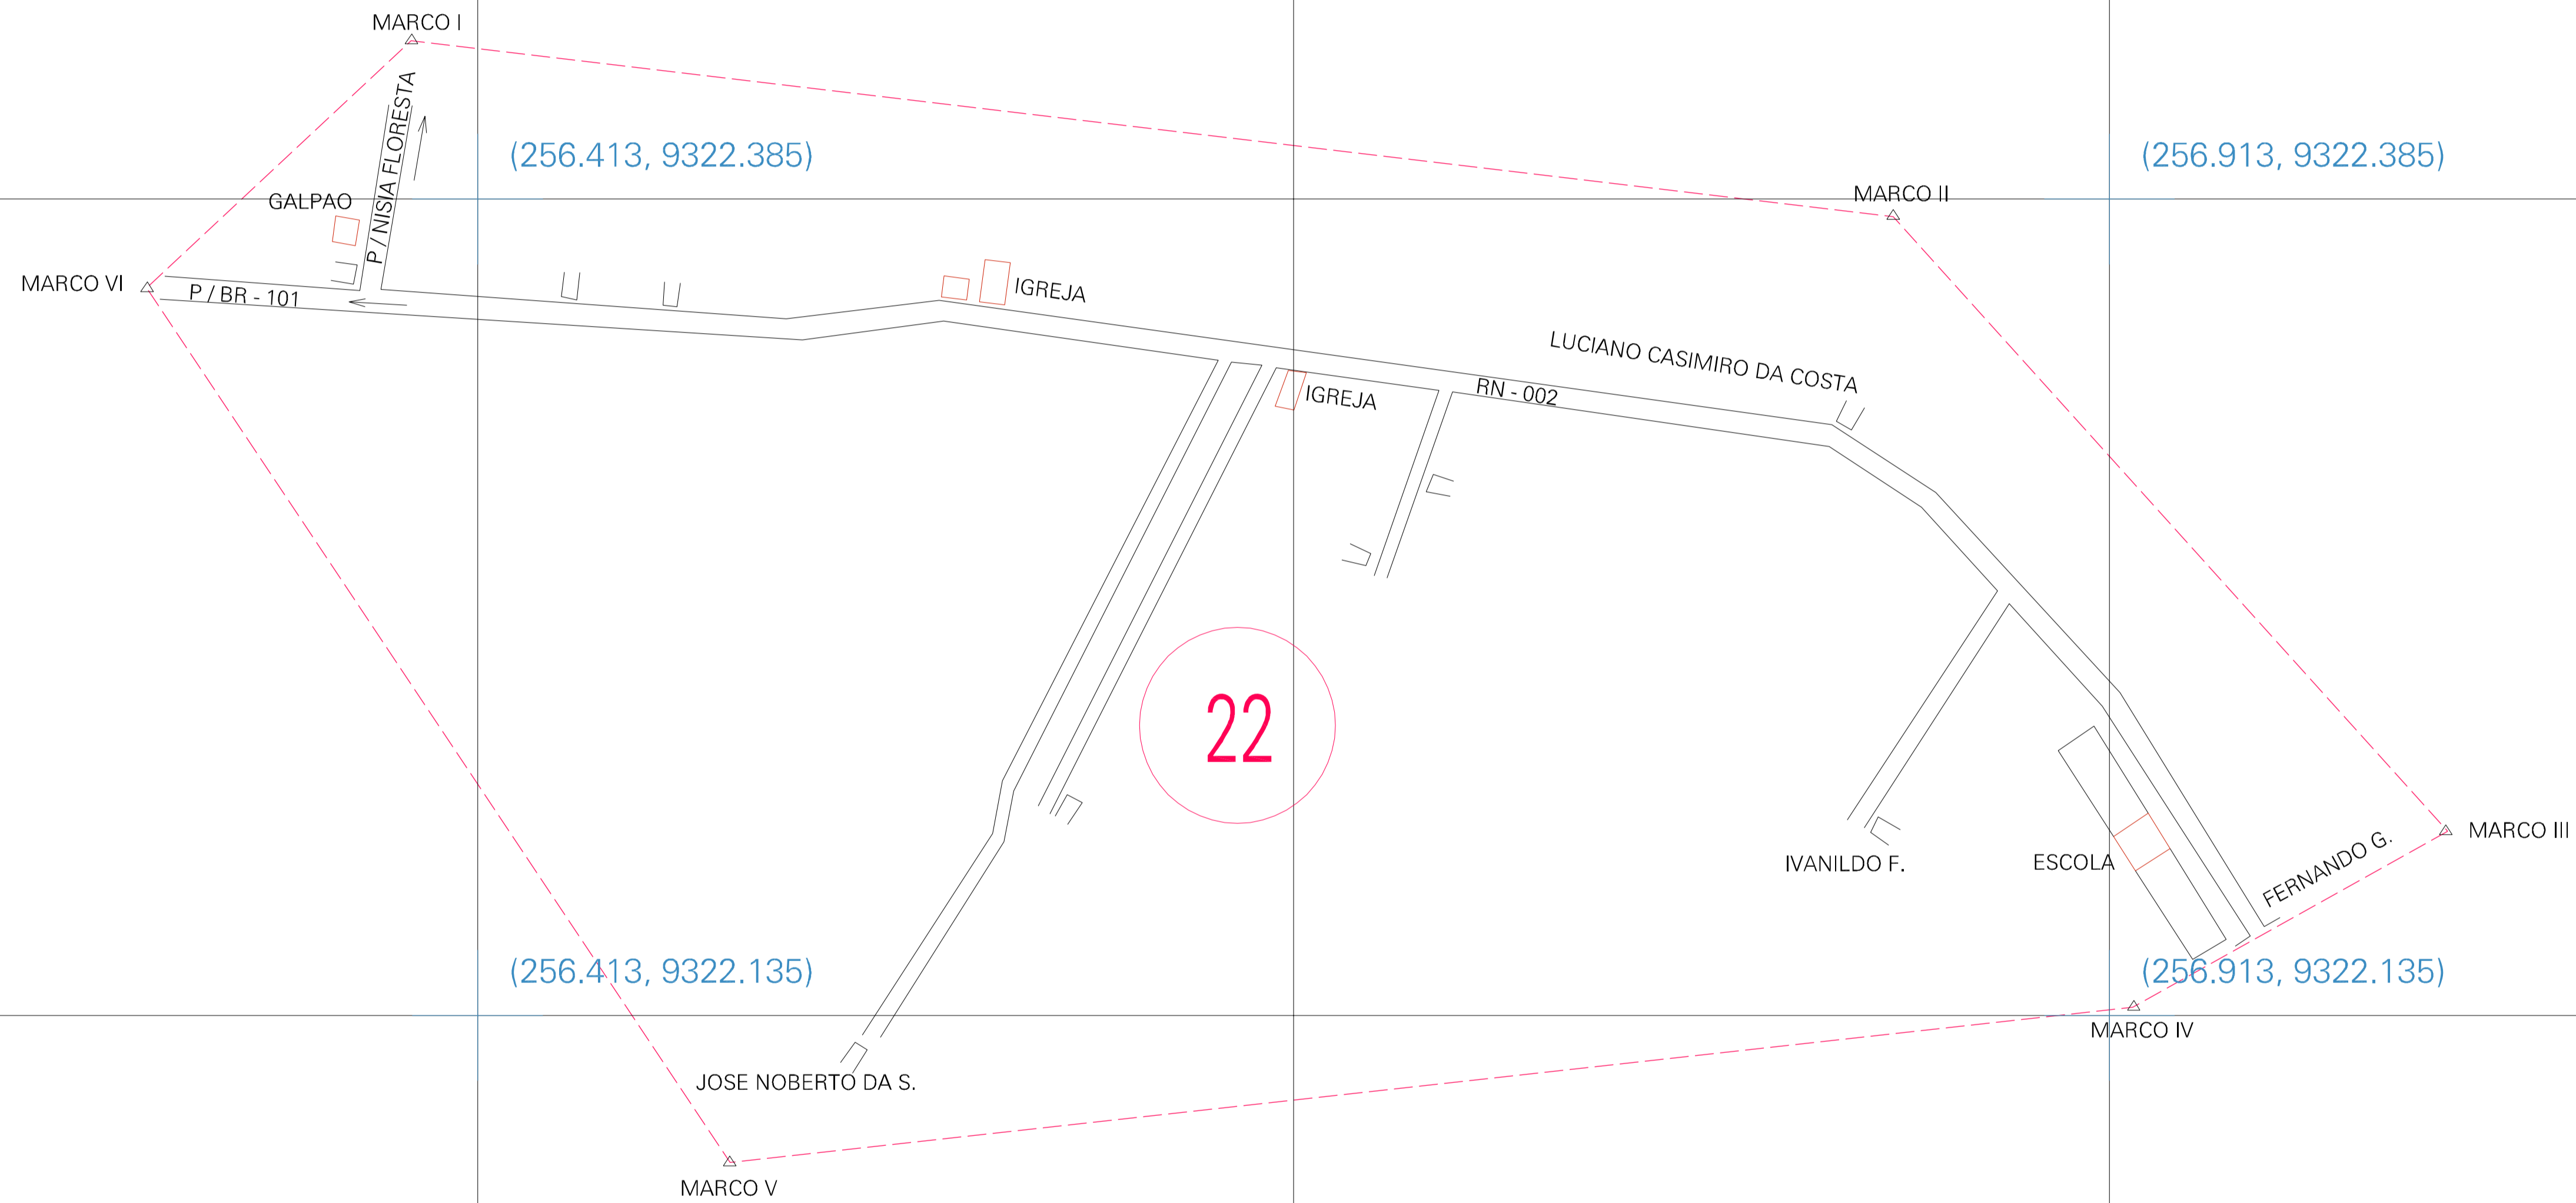 MARCO I
(256.413, 9322.385)
(256.913, 9322.385)
P / NISIA FLORESTA
GALPAO
MARCO II
MARCO VI
P / BR - 101
IGREJA
LUCIANO CASIMIRO DA COSTA
IGREJA
RN - 002
22
MARCO III
IVANILDO F.
ESCOLA
FERNANDO G.
(256.413, 9322.135)
(256.913, 9322.135)
MARCO IV
JOSE NOBERTO DA S.
MARCO V